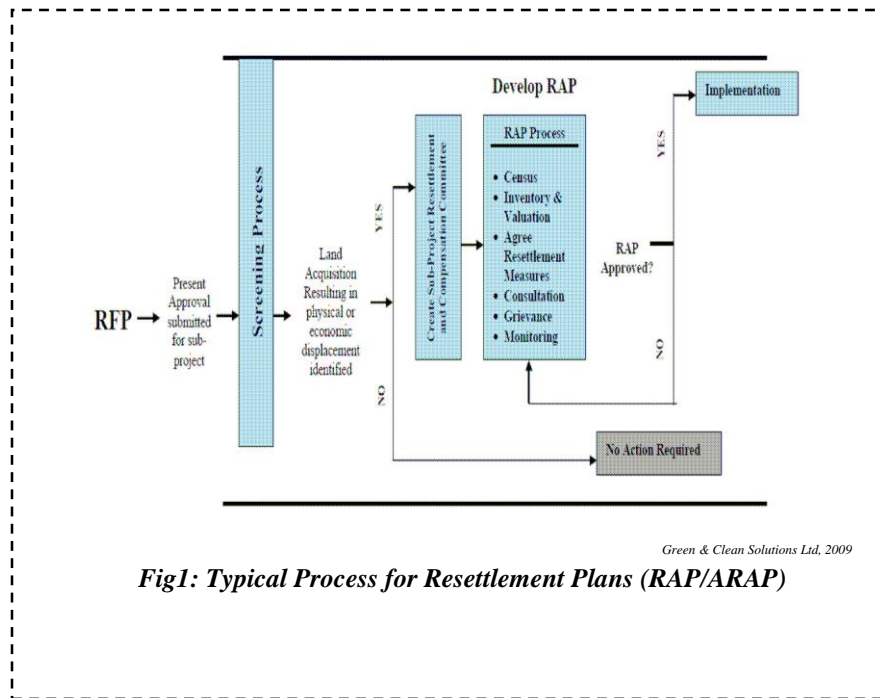 Develop RAP
Implementation
RAP Process
• Census
• Inventory &
Valuation
• Agree
Resettlement
Measures
• Consultation
• Grievance
• Monitoring
Screening Process
Create Sub-Project Resettlement
and Compensation Committee
YES
NO
YES
NO
RAP
Approved?
Land
Acquisition
Resulting in
physical or
economic
displacement
identified
Present
Approval
submitted
for sub-
project
RFP
No Action Required
Green & Clean Solutions Ltd, 2009
Fig1: Typical Process for Resettlement Plans (RAP/ARAP)